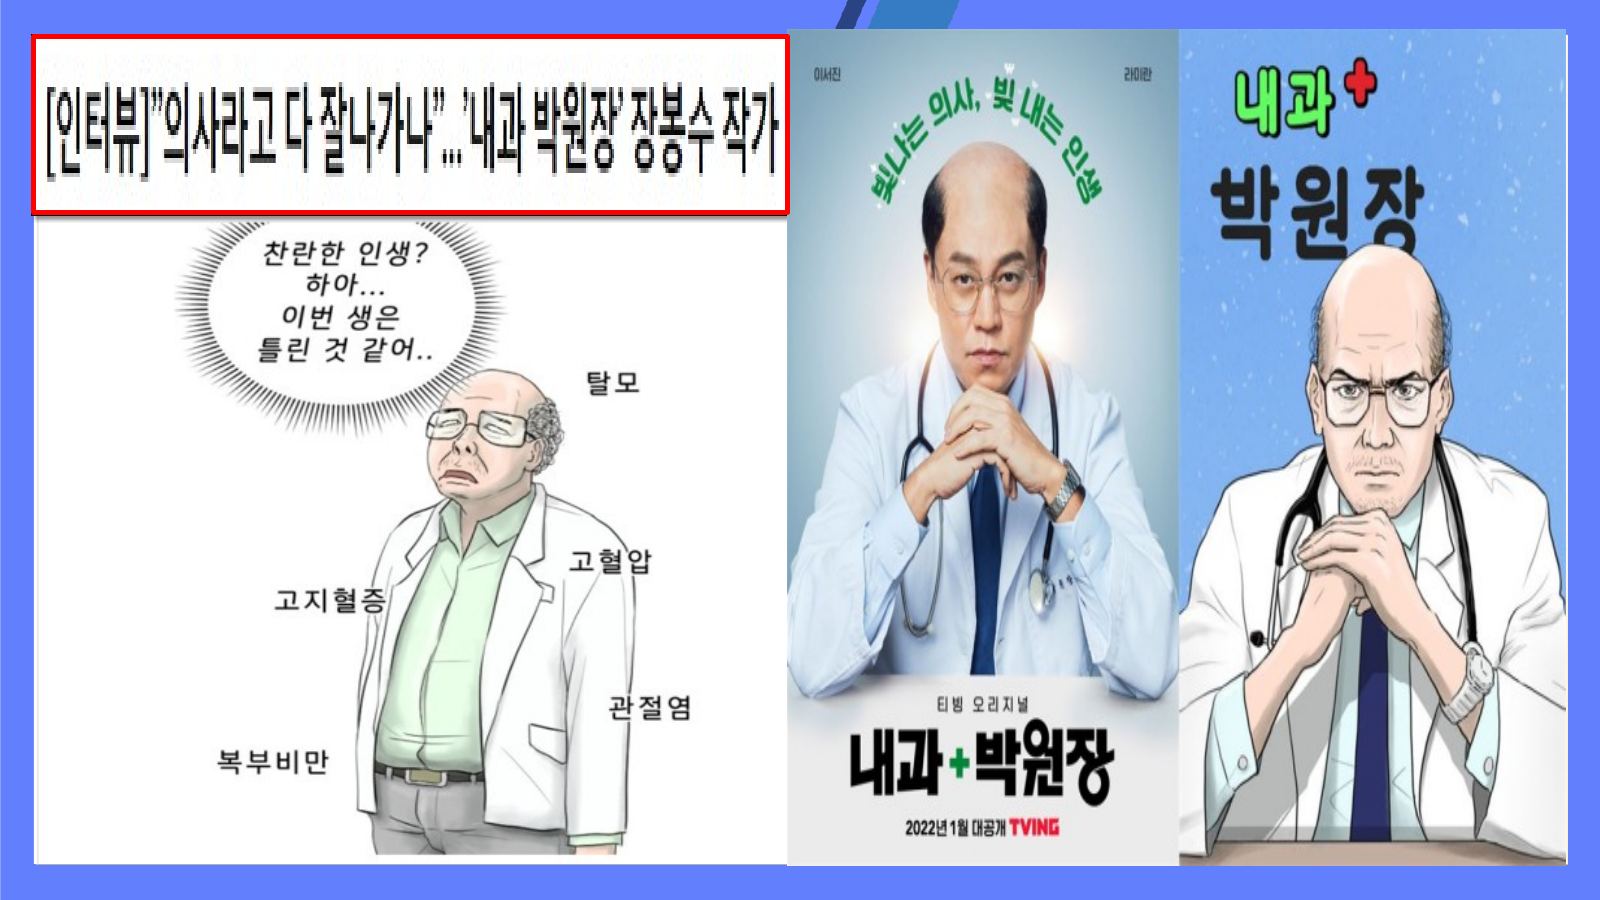 [인터뷰]"의사라고 다 잘나가나"...'내과 박원장' 장봉수 작가
찬란한 인생?
하아...
이번 생은
틀린 것 같어..
탈모
고혈압
고지혈증
관절염
복부비만
이서진
라미란
빛나는 의사, 빚 내는 인생
티빙 오리지널
내과+박원장
2022년 1월 대공개 TVING
내과+
박원장